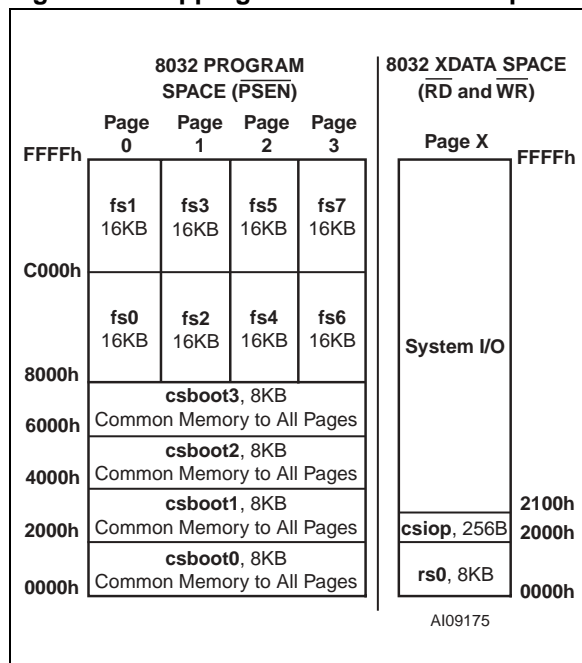 8032 PROGRAM
SPACE (PSEN)
Page
0
Page
1
Page
2
Page
3
FFFFh
fs1
16KB
fs3
16KB
fs5
16KB
fs7
16KB
C000h
fs0
16KB
fs2
16KB
fs4
16KB
fs6
16KB
8000h
csboot3, 8KB
Common Memory to All Pages
6000h
csboot2, 8KB
Common Memory to All Pages
4000h
csboot1, 8KB
Common Memory to All Pages
2000h
csboot0, 8KB
Common Memory to All Pages
0000h
8032 XDATA SPACE
(RD and WR)
Page X
FFFFh
System I/O
2100h
csiop, 256B
2000h
rs0, 8KB
0000h
AI09175